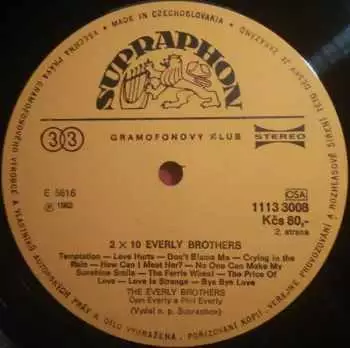 MADE IN CZECHOSLOVAKIA
VŠECHNA PRÁVA GRAMOFONOVÉHO VÝROBCE A VLASTNÍKŮ AUTORSKÝCH PRÁV K DÍLU VYHRAZENA. POŘIZOVÁNÍ KOPIÍ, VEŘEJNÉ PROVOZOVÁNÍ A ROZHLASOVÉ ŠÍŘENÍ TÉTO DESKY JE ZAKÁZÁNO
SUPRAPHON
33
GRAMOFONOVÝ KLUB
STEREO
E 5616
℗ 1982
OSA
1113 3008
Kčs 80,-
2. strana
2 × 10 EVERLY BROTHERS
Temptation — Love Hurts — Don't Blame Me — Crying in the
Rain — How Can I Meet Her? — No One Can Make My
Sunshine Smile — The Ferris Wheel — The Price Of
Love — Love is Strange — Bye Bye Love
THE EVERLY BROTHERS
Don Everly a Phil Everly
(Vydal n. p. Supraphon)